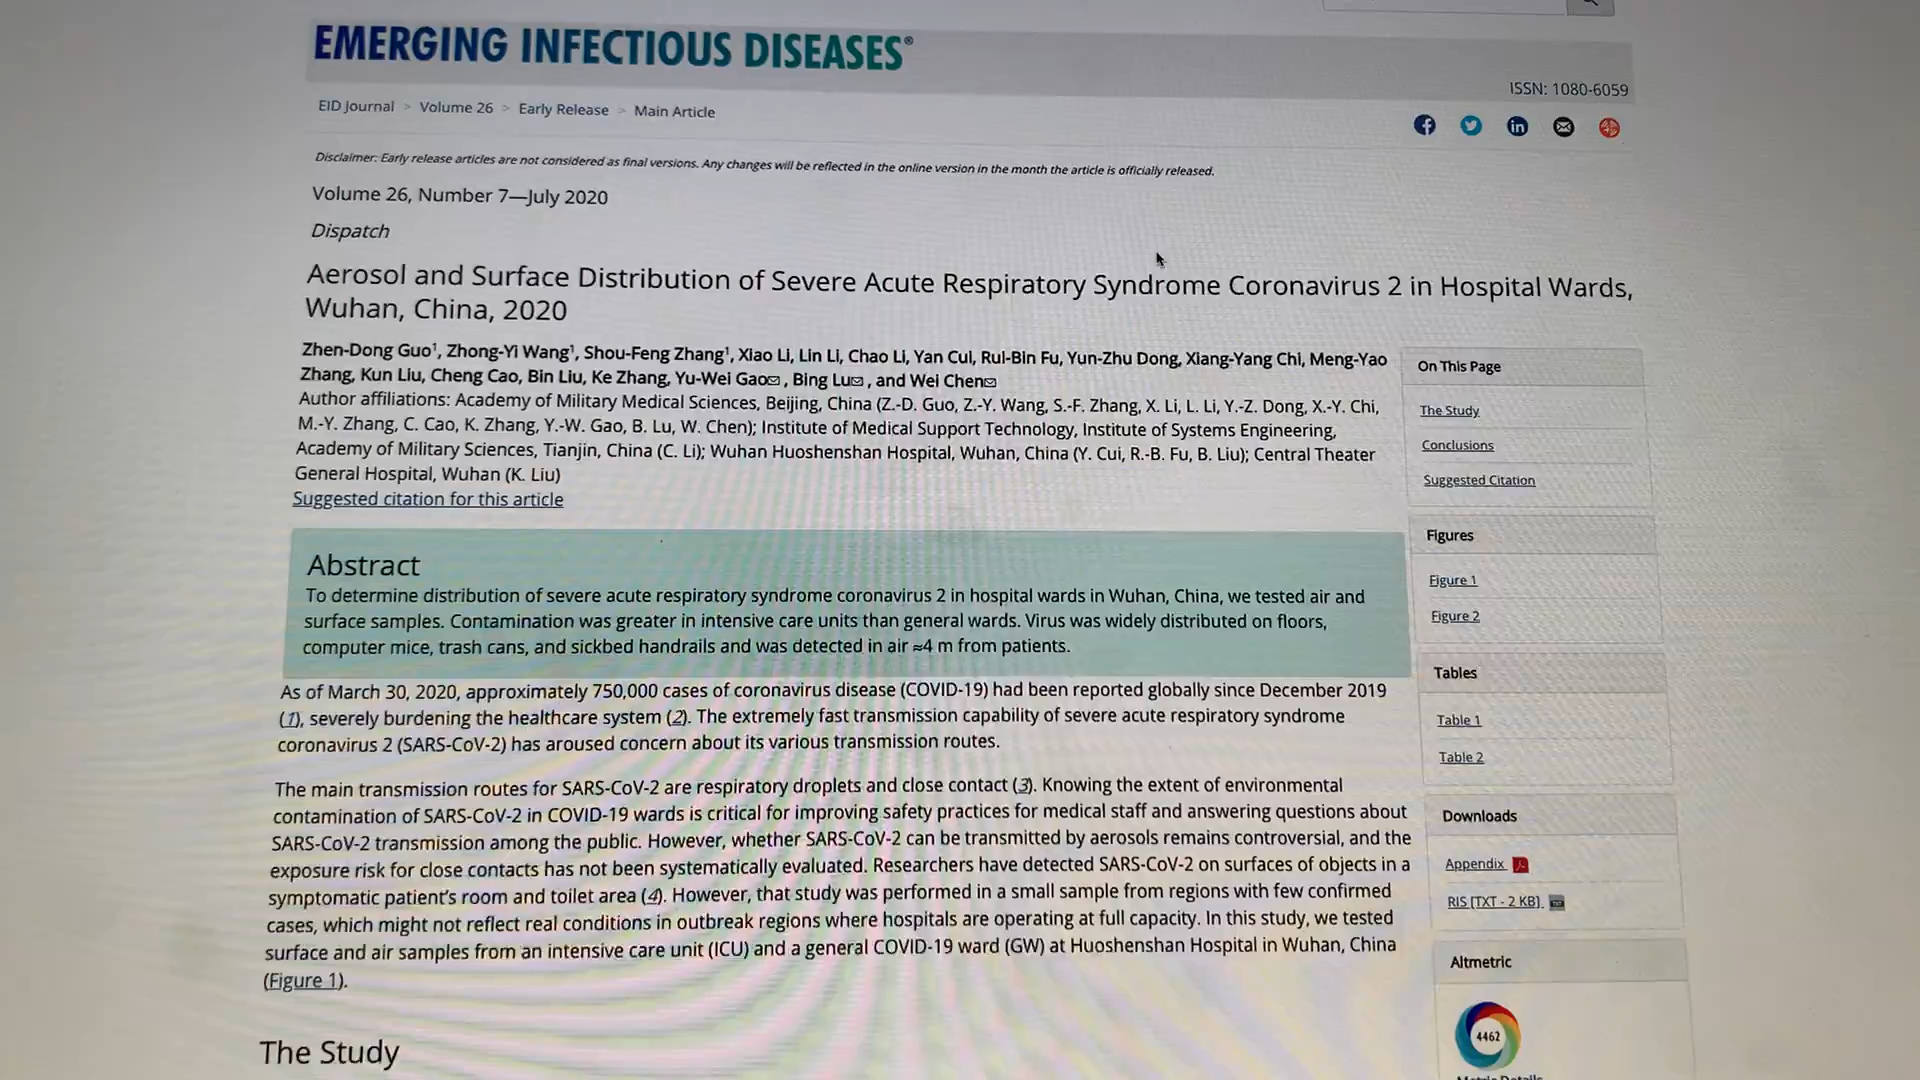 EMERGING INFECTIOUS DISEASES®
ISSN: 1080-6059
EID Journal > Volume 26 > Early Release > Main Article
Disclaimer: Early release articles are not considered as final versions. Any changes will be reflected in the online version in the month the article is officially released.
Volume 26, Number 7—July 2020
Dispatch
Aerosol and Surface Distribution of Severe Acute Respiratory Syndrome Coronavirus 2 in Hospital Wards,
Wuhan, China, 2020
Zhen-Dong Guo¹, Zhong-Yi Wang¹, Shou-Feng Zhang¹, Xiao Li, Lin Li, Chao Li, Yan Cui, Rui-Bin Fu, Yun-Zhu Dong, Xiang-Yang Chi, Meng-Yao
Zhang, Kun Liu, Cheng Cao, Bin Liu, Ke Zhang, Yu-Wei Gao, Bing Lu, and Wei Chen
Author affiliations: Academy of Military Medical Sciences, Beijing, China (Z.-D. Guo, Z.-Y. Wang, S.-F. Zhang, X. Li, L. Li, Y.-Z. Dong, X.-Y. Chi,
M.-Y. Zhang, C. Cao, K. Zhang, Y.-W. Gao, B. Lu, W. Chen); Institute of Medical Support Technology, Institute of Systems Engineering,
Academy of Military Sciences, Tianjin, China (C. Li); Wuhan Huoshenshan Hospital, Wuhan, China (Y. Cui, R.-B. Fu, B. Liu); Central Theater
General Hospital, Wuhan (K. Liu)
Suggested citation for this article
Abstract
To determine distribution of severe acute respiratory syndrome coronavirus 2 in hospital wards in Wuhan, China, we tested air and
surface samples. Contamination was greater in intensive care units than general wards. Virus was widely distributed on floors,
computer mice, trash cans, and sickbed handrails and was detected in air ≈4 m from patients.
As of March 30, 2020, approximately 750,000 cases of coronavirus disease (COVID-19) had been reported globally since December 2019
(1), severely burdening the healthcare system (2). The extremely fast transmission capability of severe acute respiratory syndrome
coronavirus 2 (SARS-CoV-2) has aroused concern about its various transmission routes.
The main transmission routes for SARS-CoV-2 are respiratory droplets and close contact (3). Knowing the extent of environmental
contamination of SARS-CoV-2 in COVID-19 wards is critical for improving safety practices for medical staff and answering questions about
SARS-CoV-2 transmission among the public. However, whether SARS-CoV-2 can be transmitted by aerosols remains controversial, and the
exposure risk for close contacts has not been systematically evaluated. Researchers have detected SARS-CoV-2 on surfaces of objects in a
symptomatic patient's room and toilet area (4). However, that study was performed in a small sample from regions with few confirmed
cases, which might not reflect real conditions in outbreak regions where hospitals are operating at full capacity. In this study, we tested
surface and air samples from an intensive care unit (ICU) and a general COVID-19 ward (GW) at Huoshenshan Hospital in Wuhan, China
(Figure 1).
The Study
On This Page
The Study
Conclusions
Suggested Citation
Figures
Figure 1
Figure 2
Tables
Table 1
Table 2
Downloads
Appendix
RIS [TXT - 2 KB]
Altmetric
4462
Metric Details